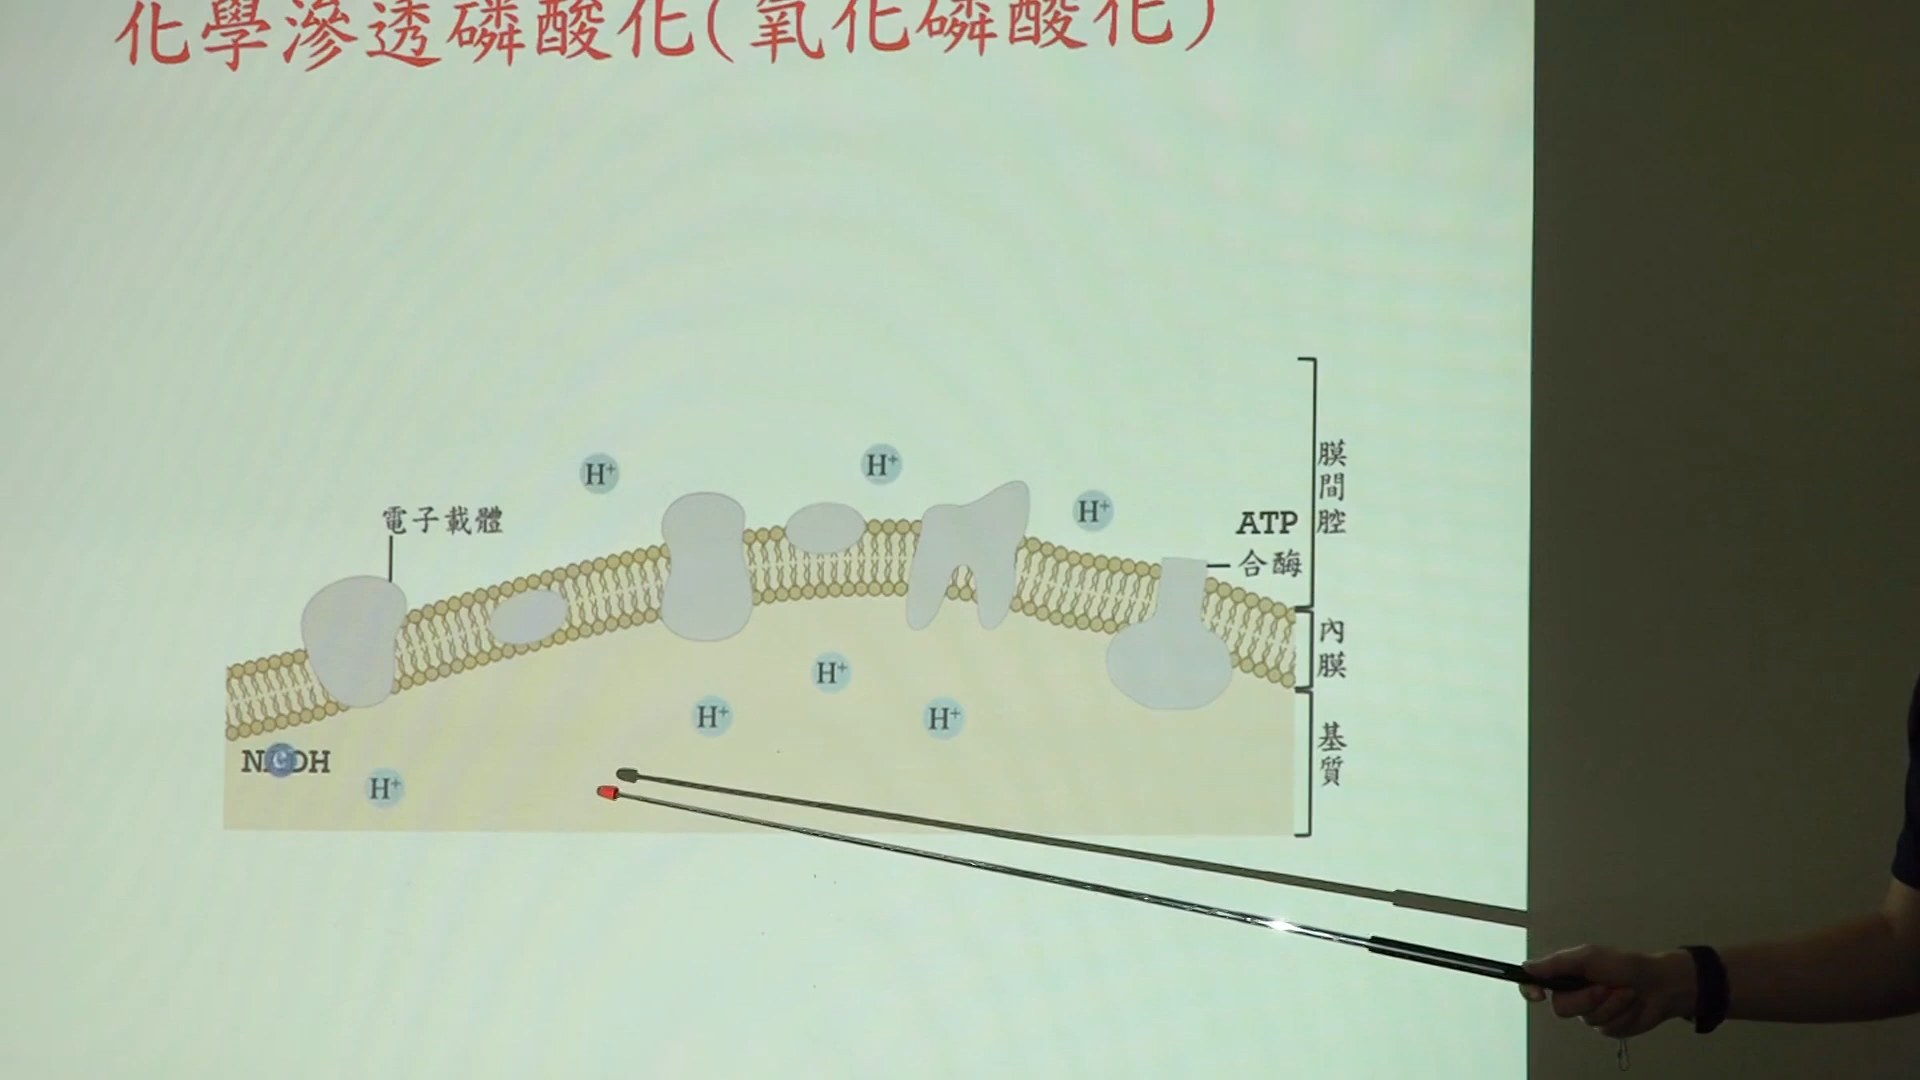 化學滲透磷酸化(氧化磷酸化)
H⁺
H⁺
H⁺
電子載體
ATP
合酶
膜間腔
內膜
基質
H⁺
H⁺
H⁺
H⁺